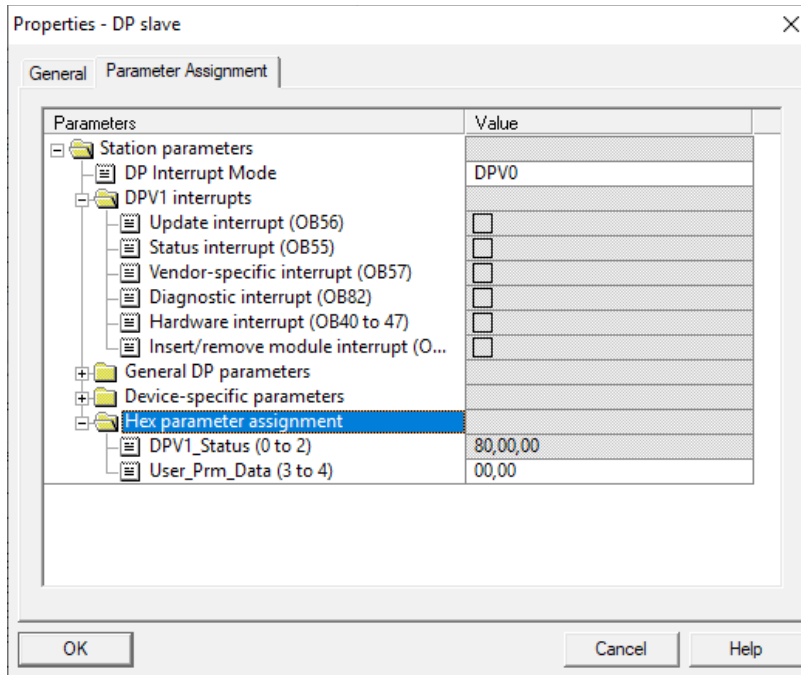 Properties - DP slave
General Parameter Assignment
Parameters Value
Station parameters
DP Interrupt Mode DPV0
DPV1 interrupts
Update interrupt (OB56)
Status interrupt (OB55)
Vendor-specific interrupt (OB57)
Diagnostic interrupt (OB82)
Hardware interrupt (OB40 to 47)
Insert/remove module interrupt (O...
General DP parameters
Device-specific parameters
Hex parameter assignment
DPV1_Status (0 to 2) 80,00,00
User_Prm_Data (3 to 4) 00,00
OK Cancel Help